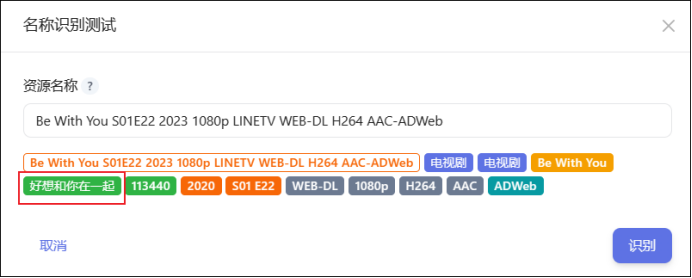 名称识别测试
资源名称 ?
Be With You S01E22 2023 1080p LINETV WEB-DL H264 AAC-ADWeb
Be With You S01E22 2023 1080p LINETV WEB-DL H264 AAC-ADWeb 电视剧 电视剧 Be With You
好想和你在一起 113440 2020 S01 E22 WEB-DL 1080p H264 AAC ADWeb
取消 识别